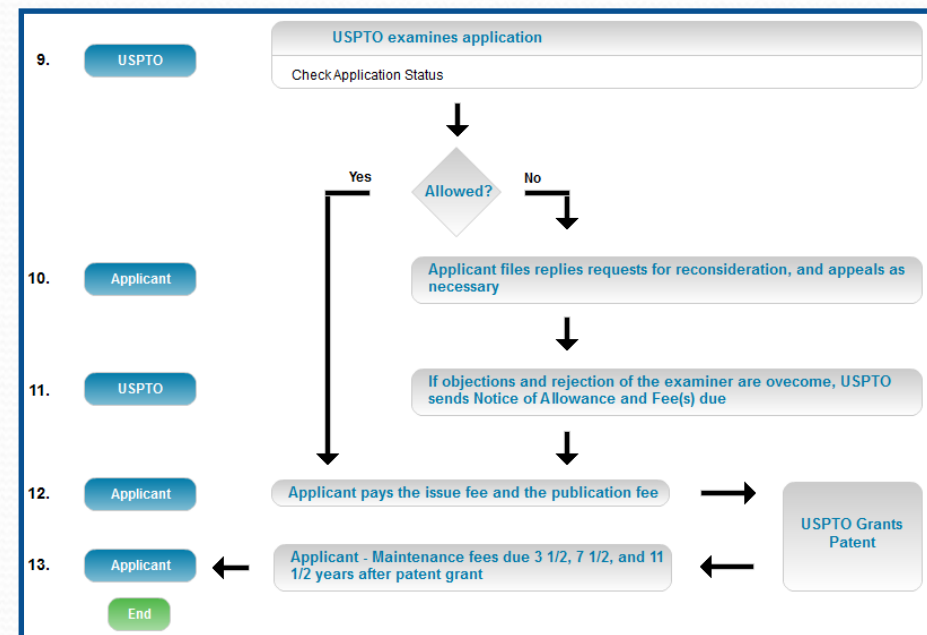 9.
USPTO
USPTO examines application
Check Application Status
Yes
Allowed?
No
10.
Applicant
Applicant files replies requests for reconsideration, and appeals as
necessary
11.
USPTO
If objections and rejection of the examiner are ovecome, USPTO
sends Notice of Allowance and Fee(s) due
12.
Applicant
Applicant pays the issue fee and the publication fee
USPTO Grants
Patent
13.
Applicant
Applicant - Maintenance fees due 3 1/2, 7 1/2, and 11
1/2 years after patent grant
End